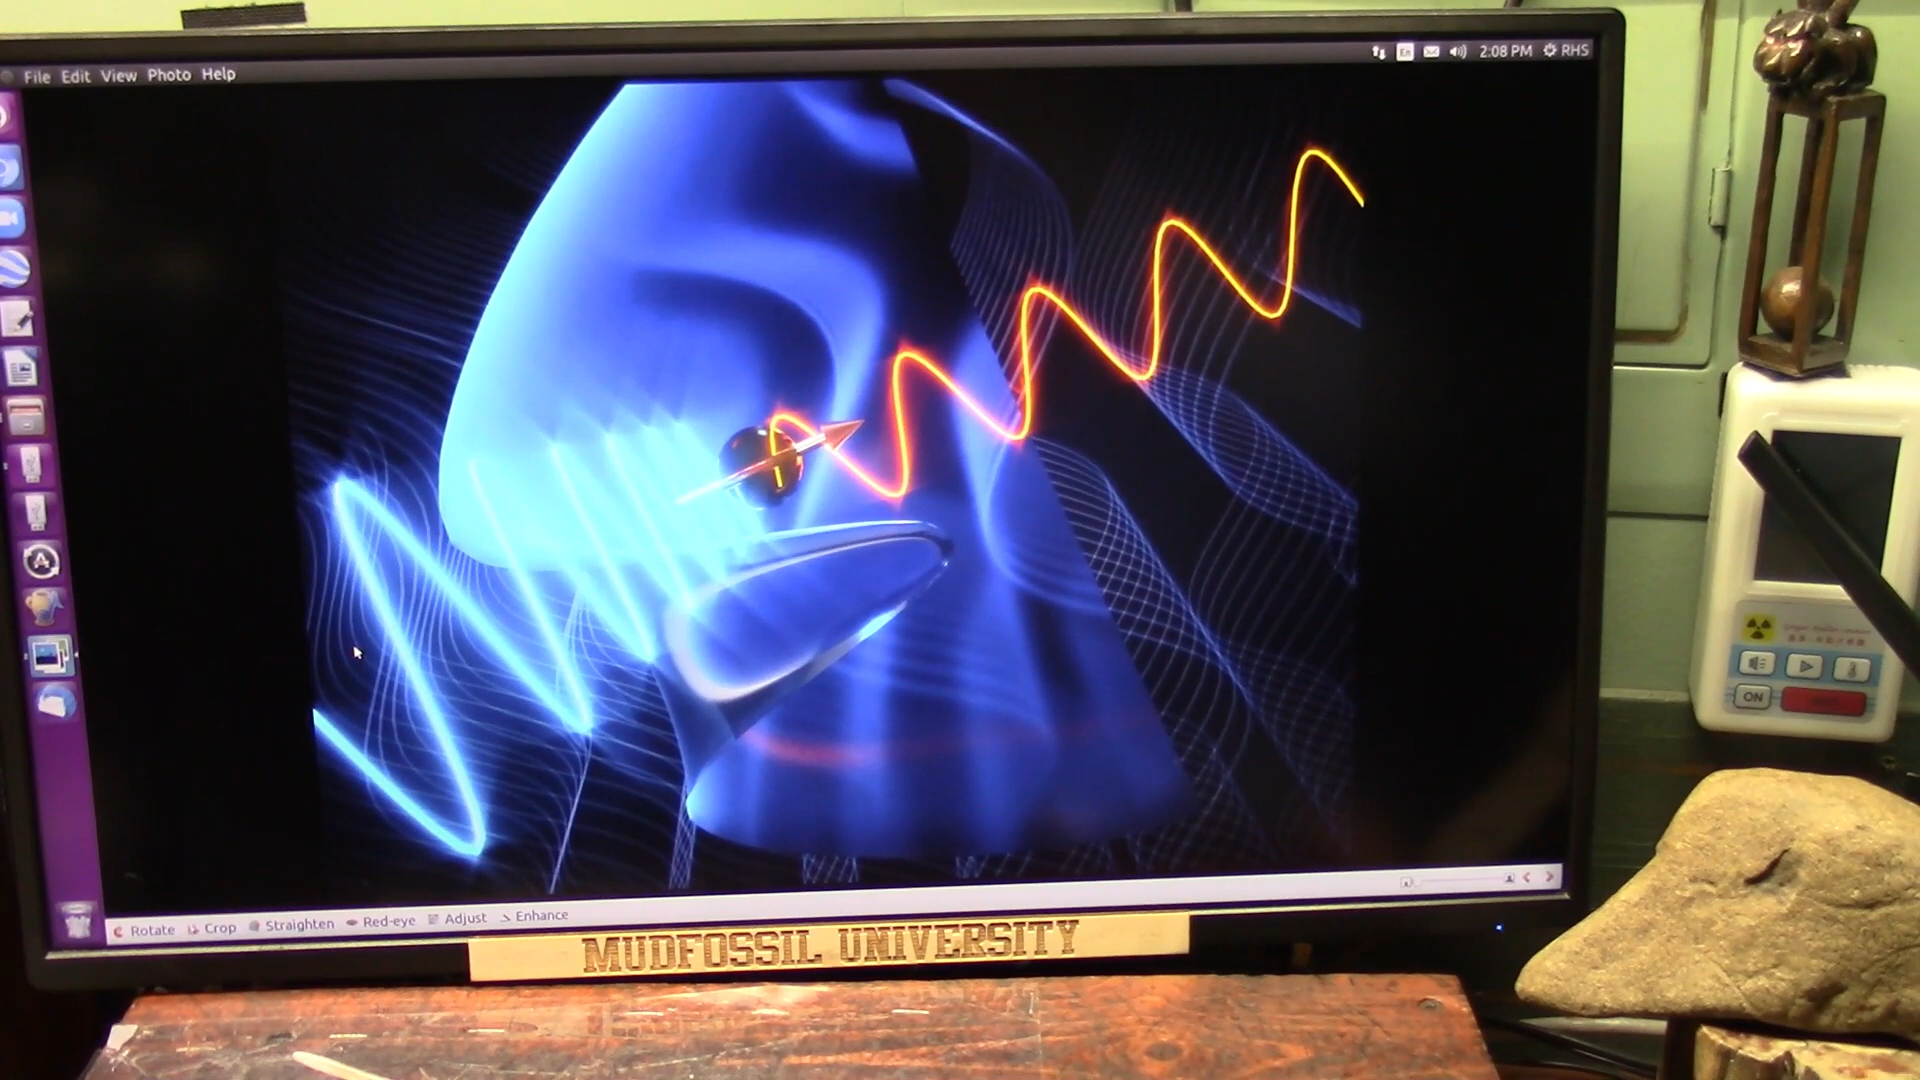 File Edit View Photo Help
En 2:08 PM RHS
Rotate Crop Straighten Red-eye Adjust Enhance
MUDFOSSIL UNIVERSITY
ON